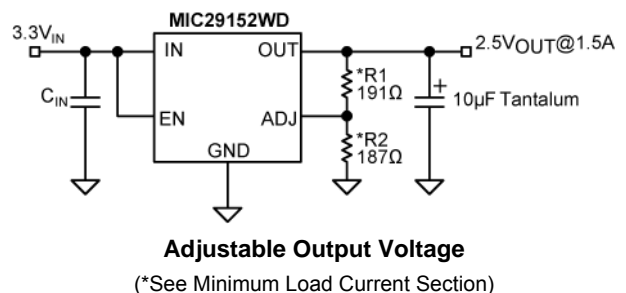 MIC29152WD
3.3VIN
IN
OUT
2.5VOUT@1.5A
*R1
191Ω
CIN
10µF Tantalum
+
EN
ADJ
*R2
187Ω
GND
Adjustable Output Voltage
(*See Minimum Load Current Section)